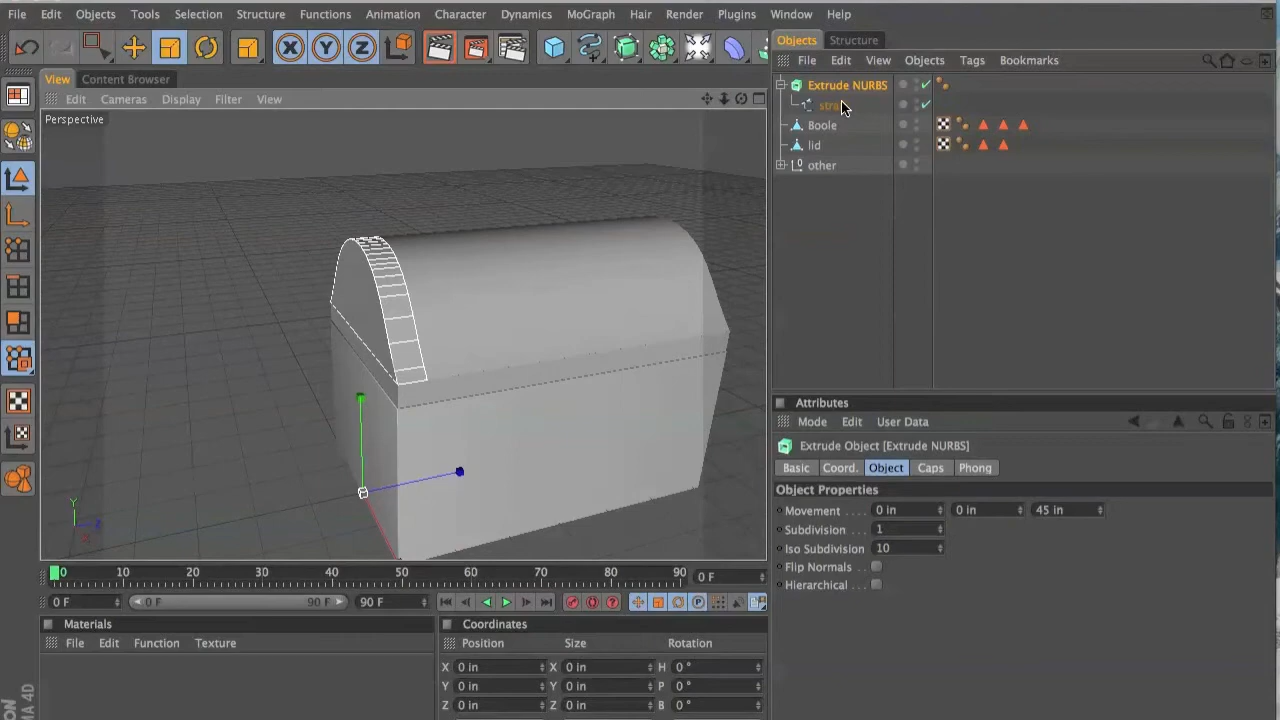 File Edit Objects Tools Selection Structure Functions Animation Character Dynamics MoGraph Hair Render Plugins Window Help
X Y Z
Objects Structure
File Edit View Objects Tags Bookmarks
View Content Browser
Edit Cameras Display Filter View
Perspective
Extrude NURBS
Boole
lid
other
Y
Z
X
Attributes
Mode Edit User Data
Extrude Object [Extrude NURBS]
Basic Coord. Object Caps Phong
Object Properties
Movement 0 in 0 in 45 in
Subdivision 1
Iso Subdivision 10
Flip Normals
Hierarchical
0 10 20 30 40 50 60 70 80 90 0 F
0 F 0 F 90 F 90 F
Materials
File Edit Function Texture
Coordinates
Position Size Rotation
X 0 in X 0 in H 0 °
Y 0 in Y 0 in P 0 °
Z 0 in Z 0 in B 0 °